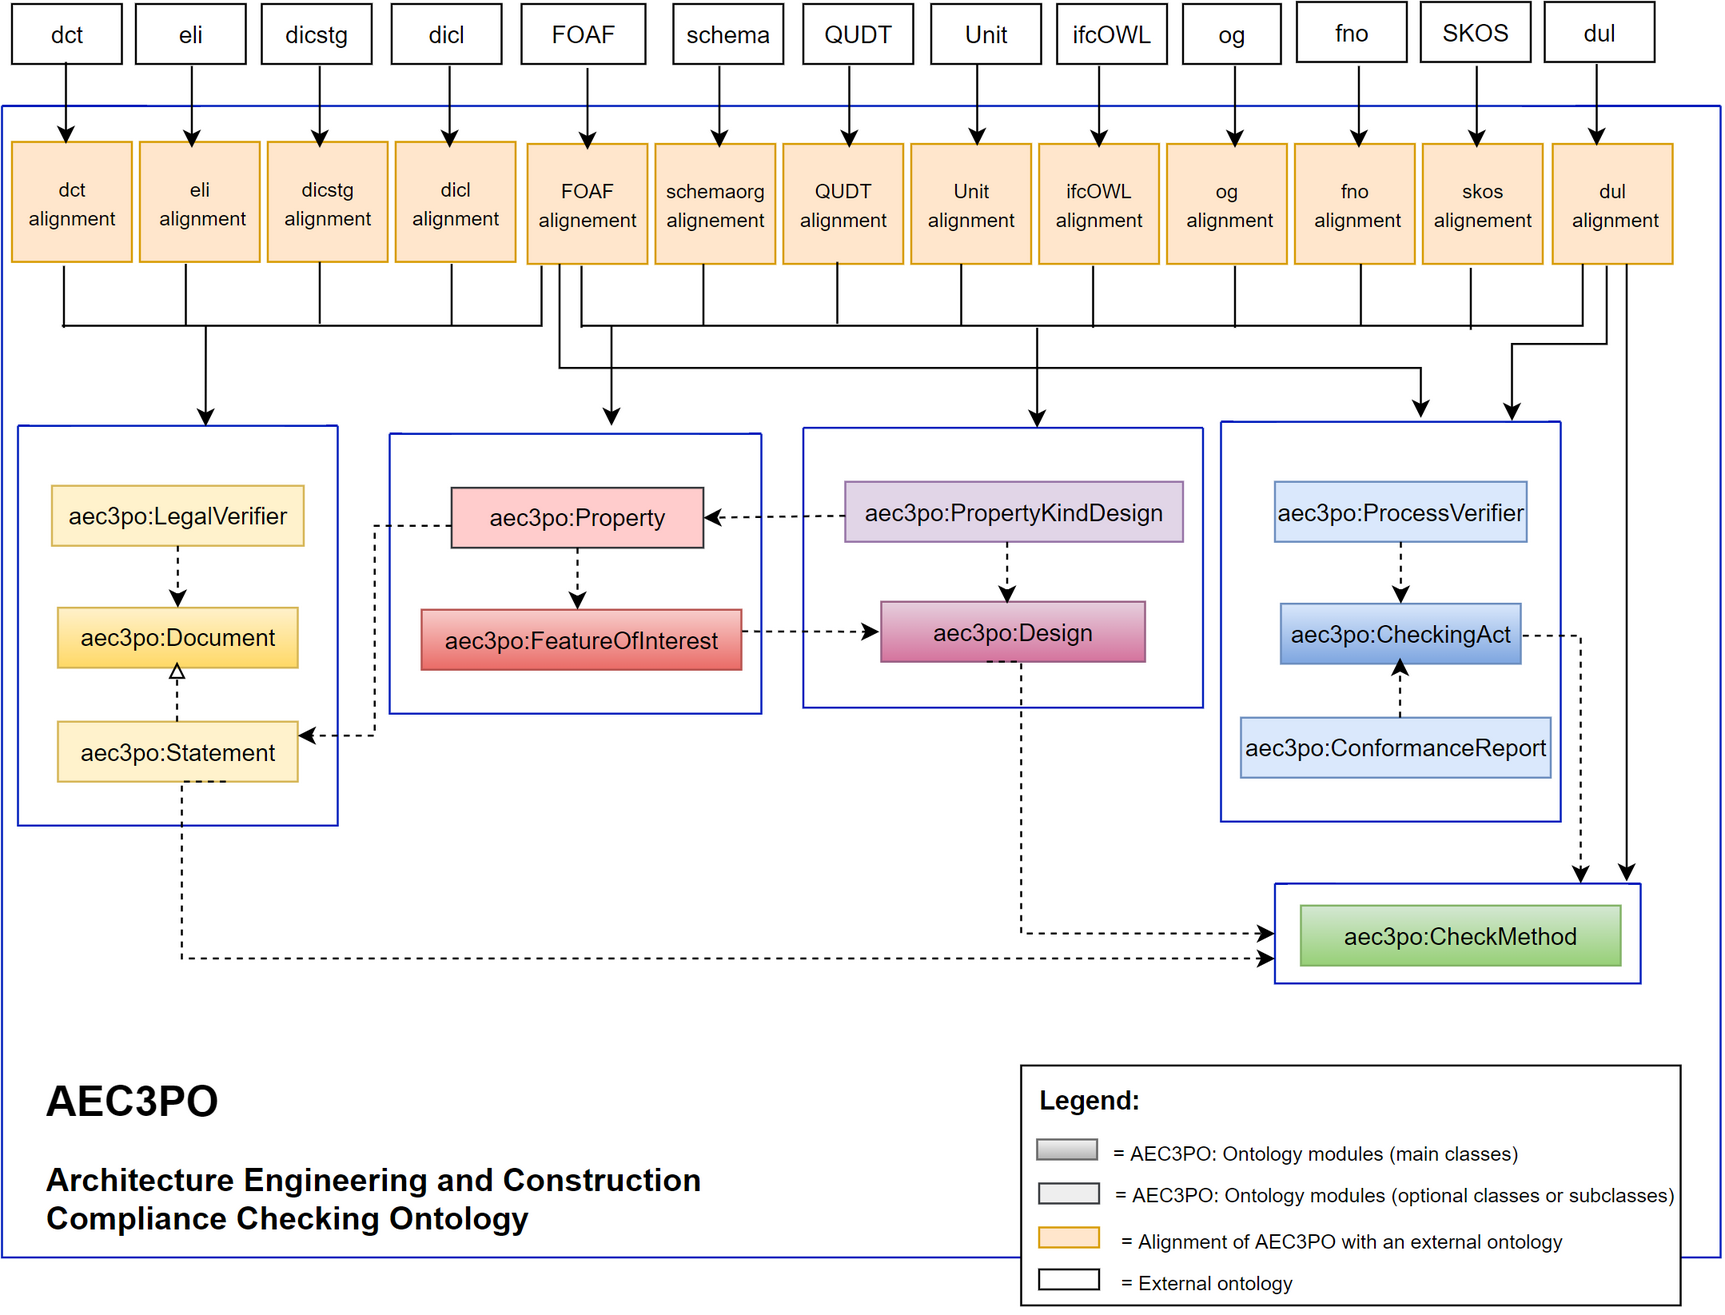 dct
eli
dicstg
dicl
FOAF
schema
QUDT
Unit
ifcOWL
og
fno
SKOS
dul
dct
alignment
eli
alignment
dicstg
alignment
dicl
alignment
FOAF
alignement
schemaorg
alignement
QUDT
alignment
Unit
alignment
ifcOWL
alignment
og
alignment
fno
alignment
skos
alignement
dul
alignment
aec3po:LegalVerifier
aec3po:Document
aec3po:Statement
aec3po:Property
aec3po:FeatureOfInterest
aec3po:PropertyKindDesign
aec3po:Design
aec3po:ProcessVerifier
aec3po:CheckingAct
aec3po:ConformanceReport
aec3po:CheckMethod
AEC3PO
Architecture Engineering and Construction
Compliance Checking Ontology
Legend:
= AEC3PO: Ontology modules (main classes)
= AEC3PO: Ontology modules (optional classes or subclasses)
= Alignment of AEC3PO with an external ontology
= External ontology